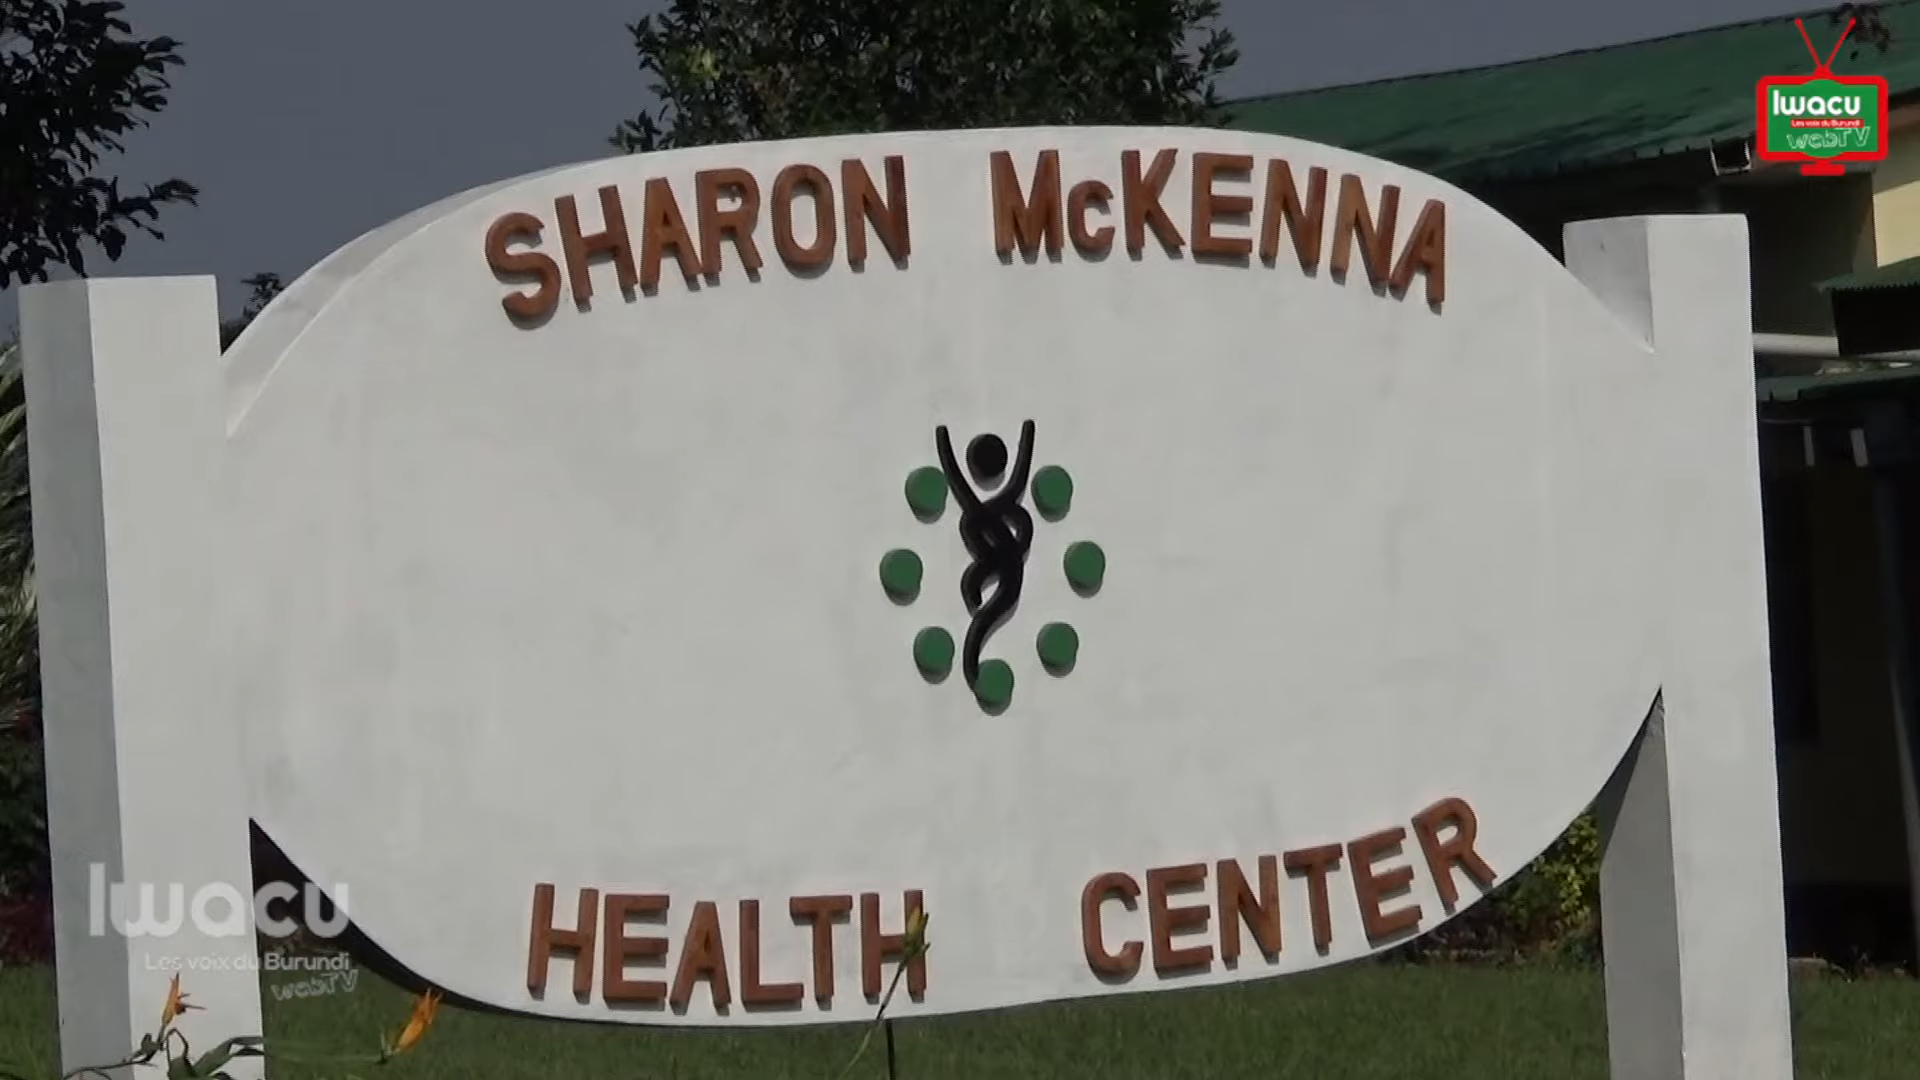 Iwacu
Les voix du Burundi
webTV
SHARON McKENNA
HEALTH CENTER
Iwacu
Les voix du Burundi
webTV